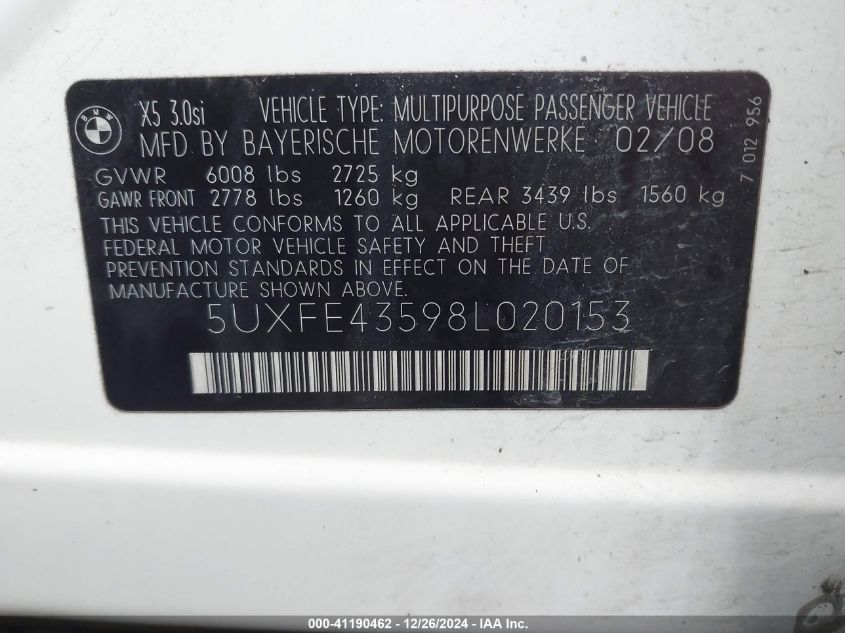 BMW
X5 3.0si VEHICLE TYPE: MULTIPURPOSE PASSENGER VEHICLE
MFD BY BAYERISCHE MOTORENWERKE 02/08
GVWR 6008 lbs 2725 kg
GAWR FRONT 2778 lbs 1260 kg REAR 3439 lbs 1560 kg
THIS VEHICLE CONFORMS TO ALL APPLICABLE U.S.
FEDERAL MOTOR VEHICLE SAFETY AND THEFT
PREVENTION STANDARDS IN EFFECT ON THE DATE OF
MANUFACTURE SHOWN ABOVE.
5UXFE43598L020153
7 012 956
000-41190462 - 12/26/2024 - IAA Inc.